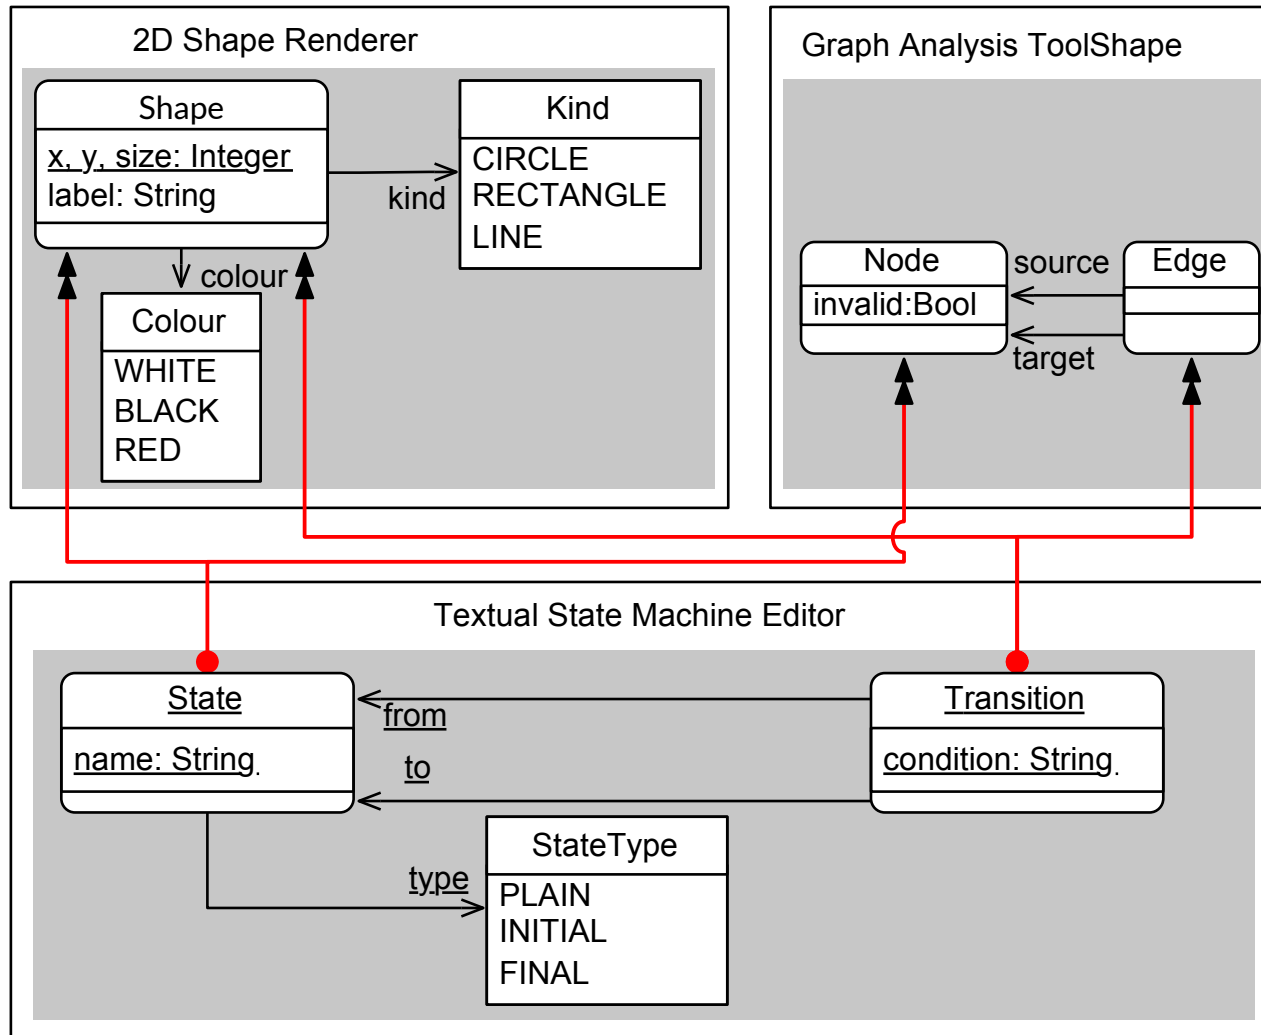 2D Shape Renderer
Shape
x, y, size: Integer
label: String
kind
Kind
CIRCLE
RECTANGLE
LINE
colour
Colour
WHITE
BLACK
RED
Graph Analysis ToolShape
Node
invalid:Bool
source
target
Edge
Textual State Machine Editor
State
name: String
from
to
Transition
condition: String
type
StateType
PLAIN
INITIAL
FINAL